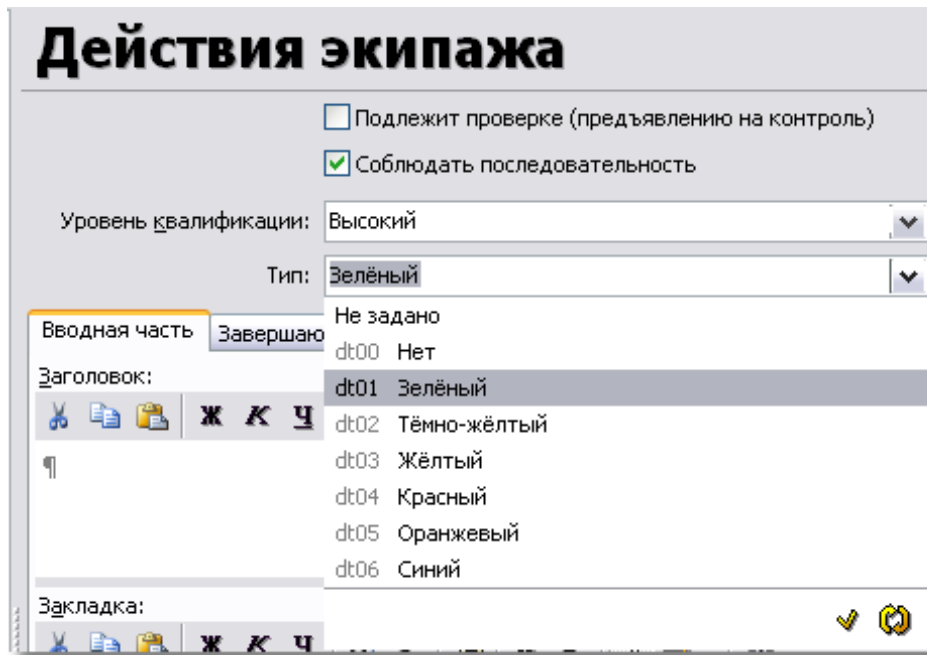 Действия экипажа
Подлежит проверке (предъявлению на контроль)
Соблюдать последовательность
Уровень квалификации: Высокий
Тип: Зелёный
Вводная часть Завершаю
Не задано
dt00 Нет
dt01 Зелёный
dt02 Тёмно-жёлтый
dt03 Жёлтый
dt04 Красный
dt05 Оранжевый
dt06 Синий
Заголовок:
Ж К Ч
¶
Закладка:
Ж К Ч